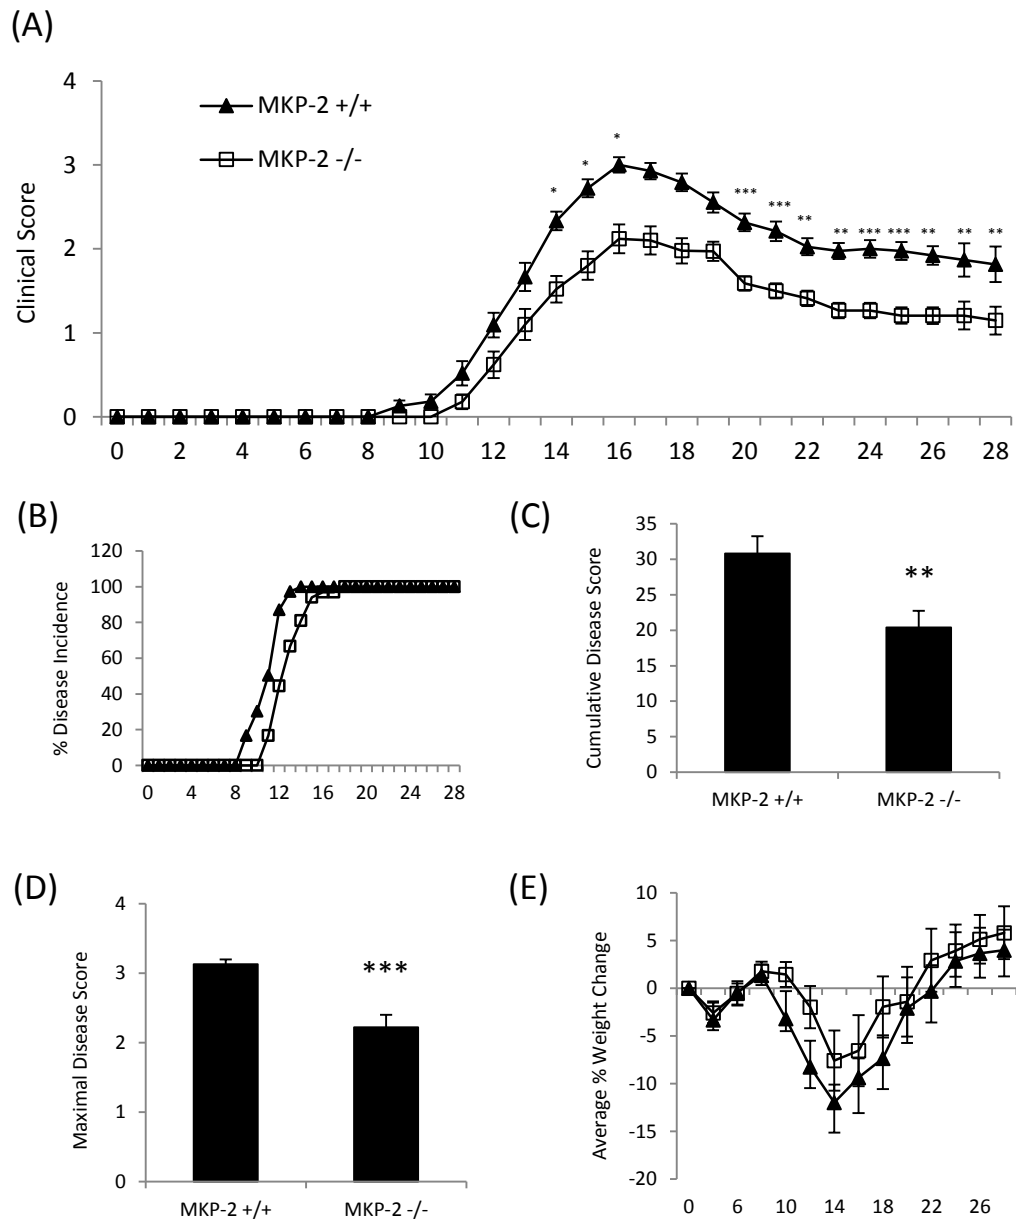 (A)
4
3
2
1
0
Clinical Score
MKP-2 +/+
MKP-2 -/-
* * * *** *** ** ** *** *** ** ** **
0 2 4 6 8 10 12 14 16 18 20 22 24 26 28
(B)
120
100
80
60
40
20
0
% Disease Incidence
0 4 8 12 16 20 24 28
(C)
35
30
25
20
15
10
5
0
Cumulative Disease Score
**
MKP-2 +/+ MKP-2 -/-
(D)
4
3
2
1
0
Maximal Disease Score
***
MKP-2 +/+ MKP-2 -/-
(E)
10
5
0
-5
-10
-15
-20
Average % Weight Change
0 6 10 14 18 22 26